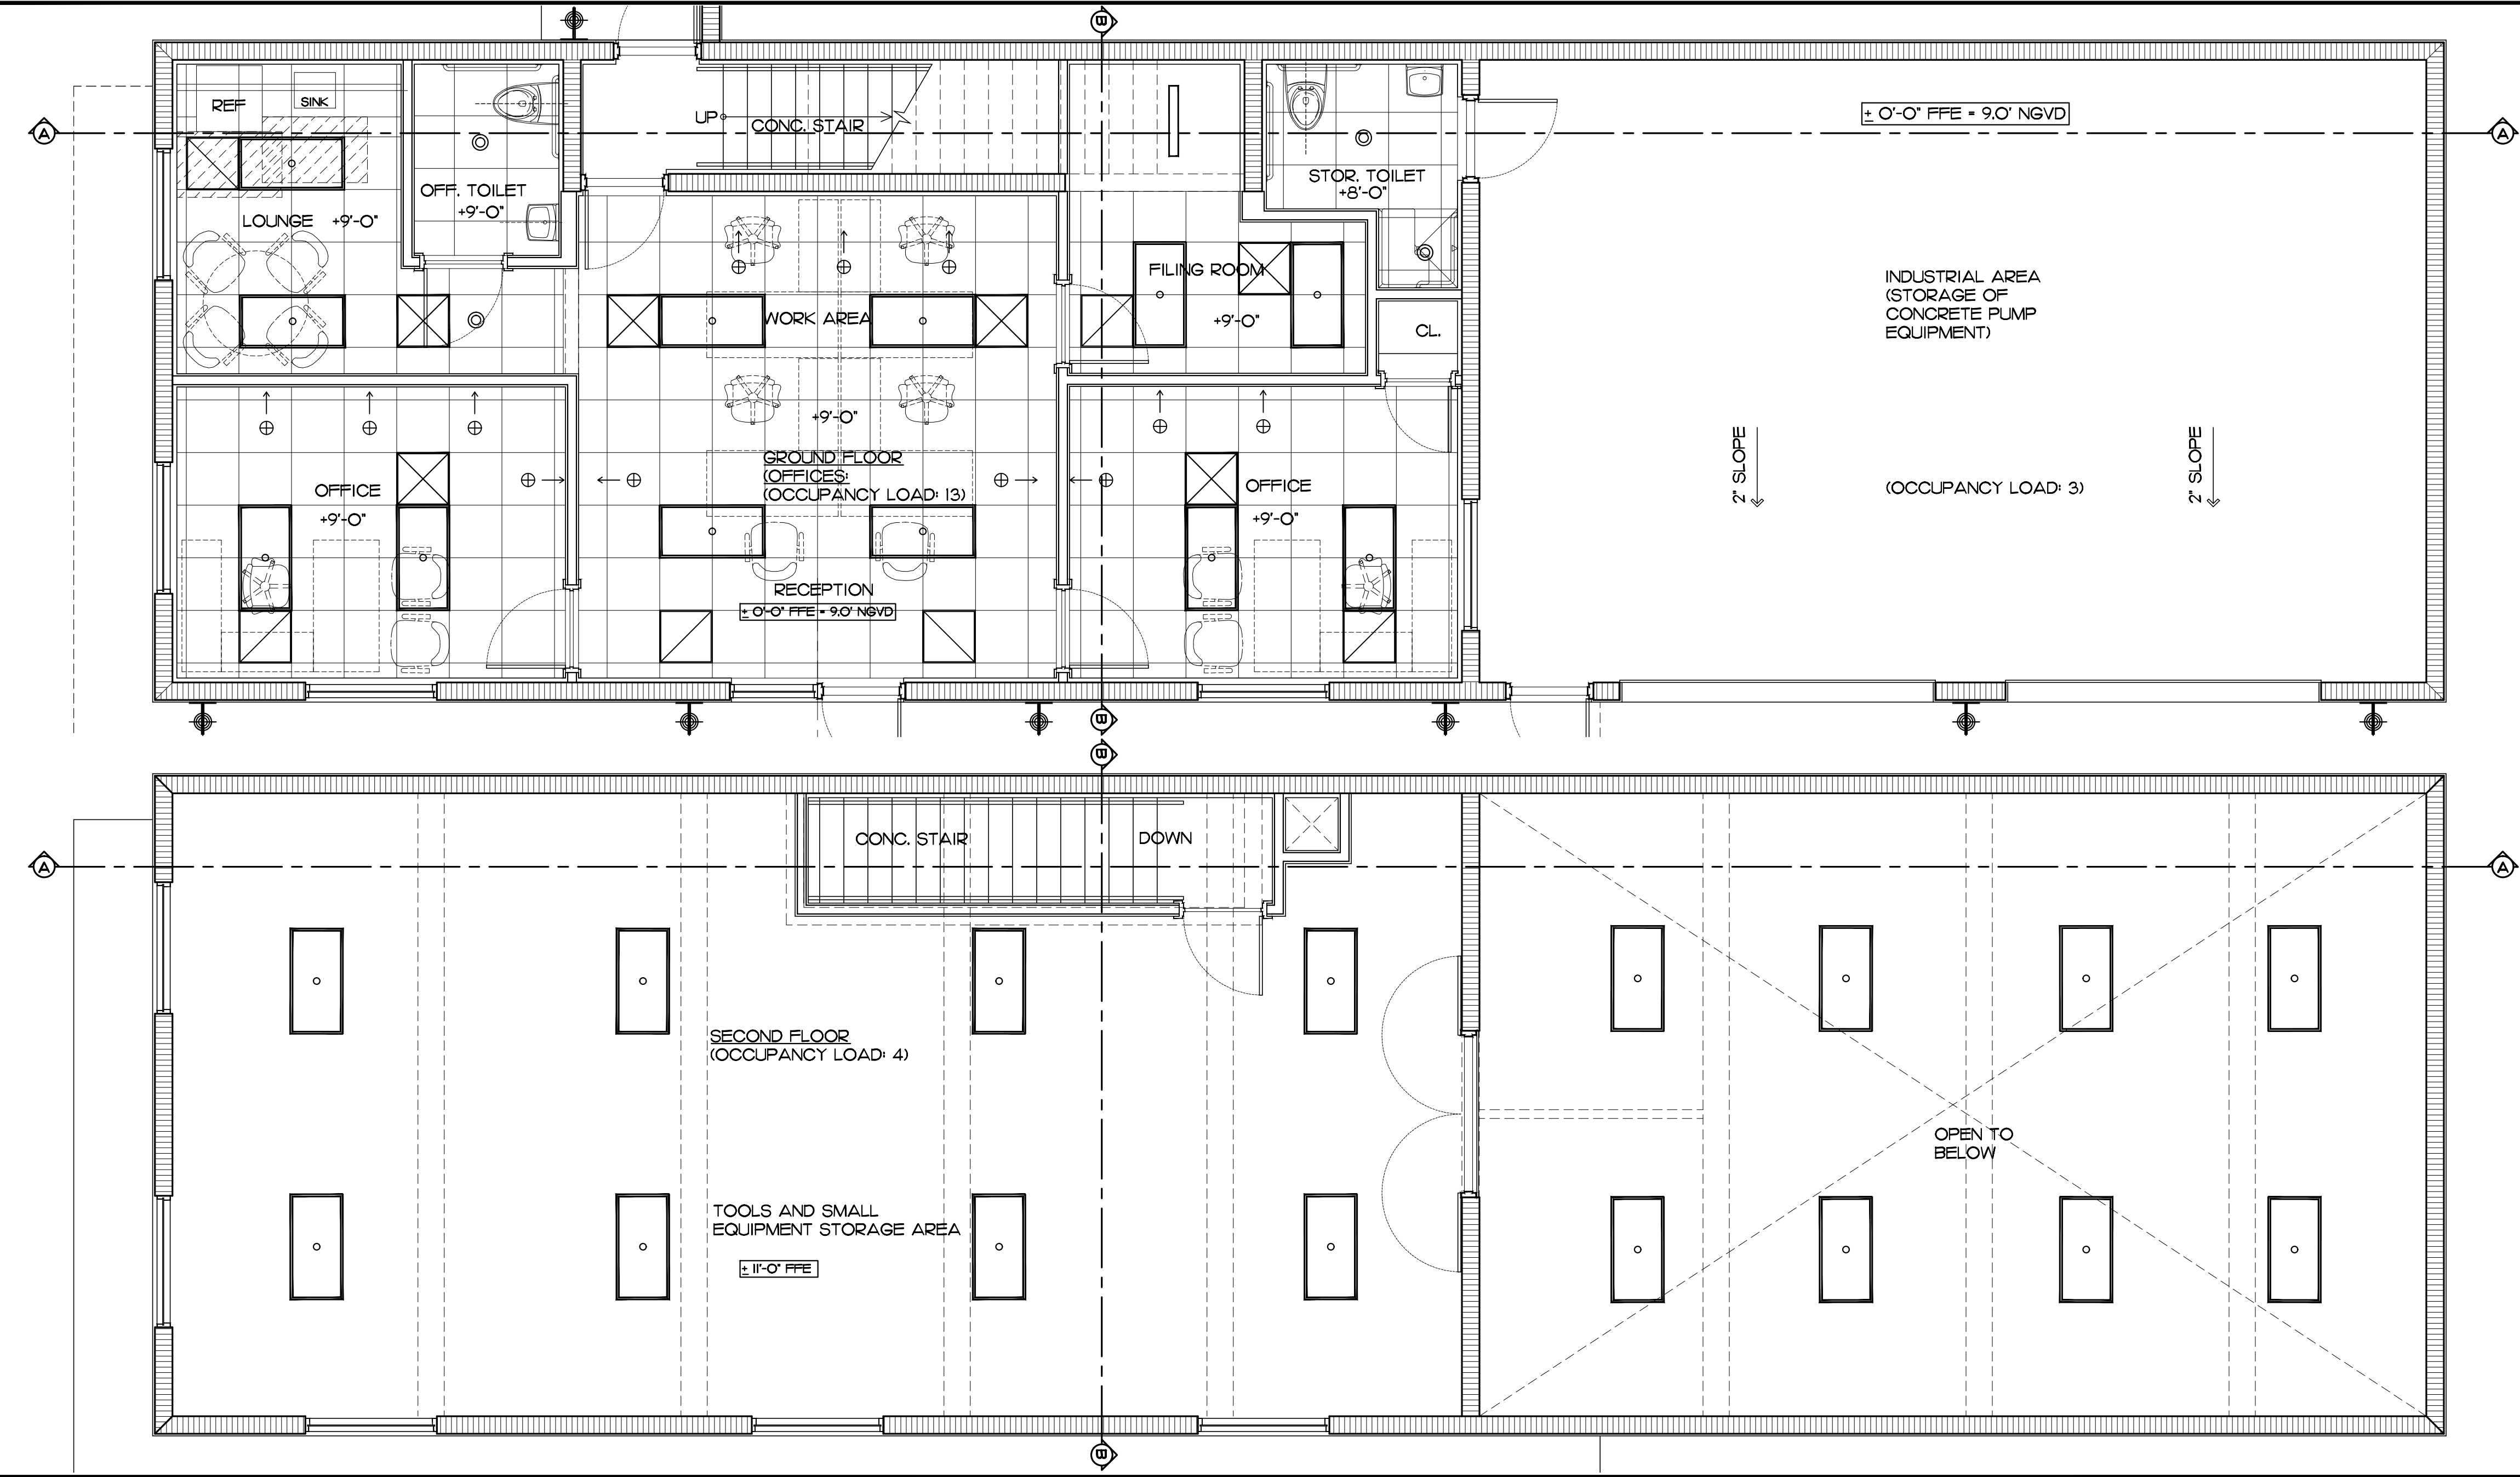 B
A
REF
SINK
UP
CONC. STAIR
± 0'-0" FFE = 9.0' NGVD
A
OFF. TOILET
+9'-0"
STOR. TOILET
+8'-0"
LOUNGE +9'-0"
FILING ROOM
+9'-0"
WORK AREA
CL.
INDUSTRIAL AREA
(STORAGE OF
CONCRETE PUMP
EQUIPMENT)
+9'-0"
GROUND FLOOR
(OFFICES:
(OCCUPANCY LOAD: 13)
OFFICE
+9'-0"
OFFICE
+9'-0"
2" SLOPE
(OCCUPANCY LOAD: 3)
2" SLOPE
RECEPTION
± 0'-0" FFE = 9.0' NGVD
B
B
A
CONC. STAIR
DOWN
A
SECOND FLOOR
(OCCUPANCY LOAD: 4)
OPEN TO
BELOW
TOOLS AND SMALL
EQUIPMENT STORAGE AREA
± 11'-0" FFE
B